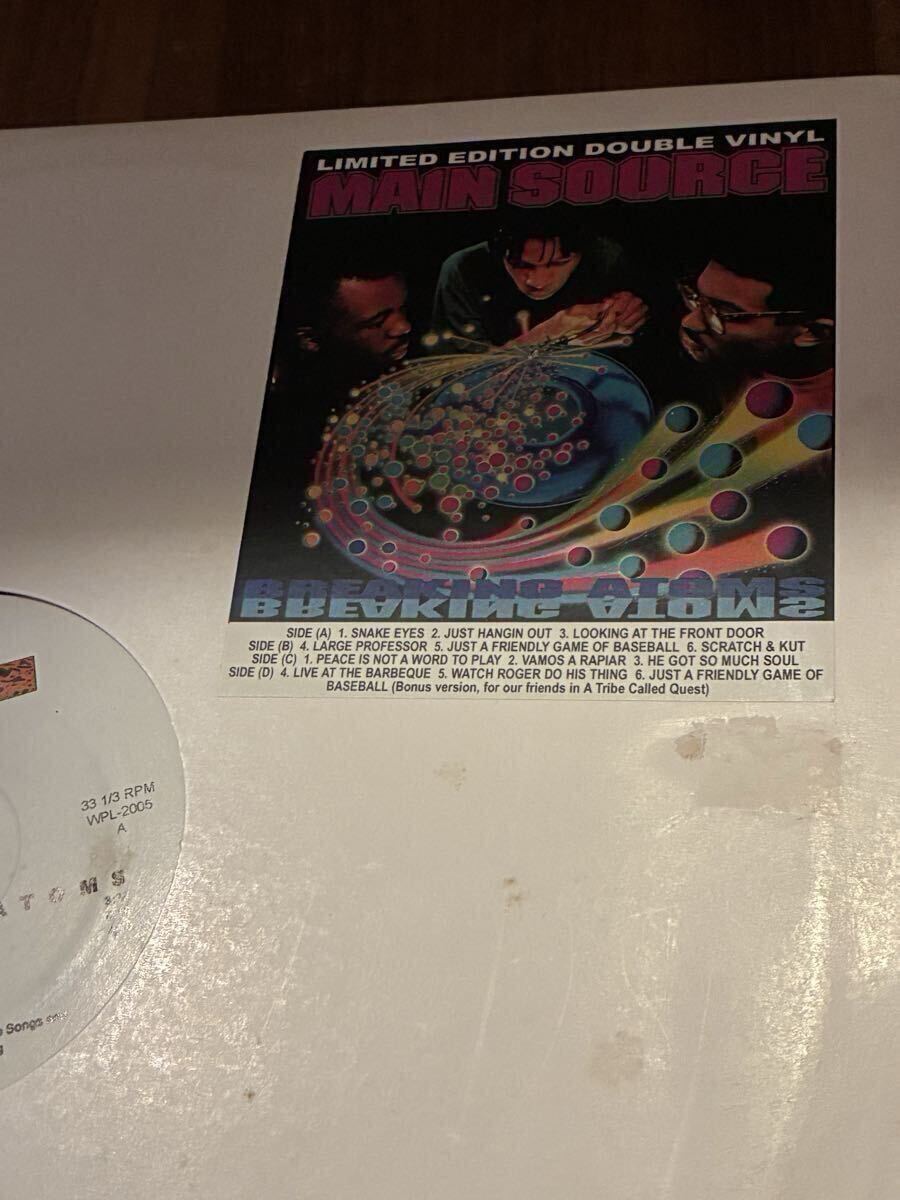 LIMITED EDITION DOUBLE VINYL
MAIN SOURCE
BREAKING ATOMS
BREAKING ATOMS
SIDE (A) 1. SNAKE EYES 2. JUST HANGIN OUT 3. LOOKING AT THE FRONT DOOR
SIDE (B) 4. LARGE PROFESSOR 5. JUST A FRIENDLY GAME OF BASEBALL 6. SCRATCH & KUT
SIDE (C) 1. PEACE IS NOT A WORD TO PLAY 2. VAMOS A RAPIAR 3. HE GOT SO MUCH SOUL
SIDE (D) 4. LIVE AT THE BARBEQUE 5. WATCH ROGER DO HIS THING 6. JUST A FRIENDLY GAME OF
BASEBALL (Bonus version, for our friends in A Tribe Called Quest)
33 1/3 RPM
WPL-2005
A
ATOMS
Songs